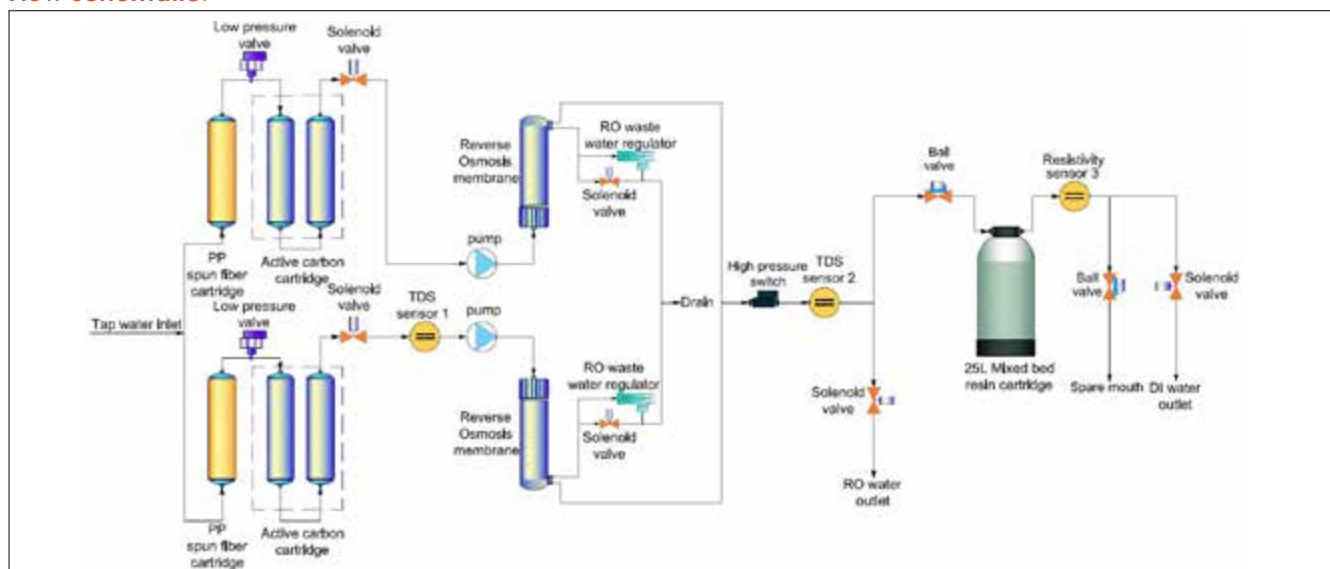 Low pressure
valve
Solenoid
valve
PP
spun fiber
cartridge
Active carbon
cartridge
pump
Reverse
Osmosis
membrane
RO waste
water regulator
Solenoid
valve
Tap water inlet
Low pressure
valve
Solenoid
valve
TDS
sensor 1
pump
PP
spun fiber
cartridge
Active carbon
cartridge
Reverse
Osmosis
membrane
RO waste
water regulator
Solenoid
valve
Drain
High pressure
switch
TDS
sensor 2
Solenoid
valve
RO water
outlet
Ball
valve
25L Mixed bed
resin cartridge
Resistivity
sensor 3
Ball
valve
Spare mouth
Solenoid
valve
DI water
outlet